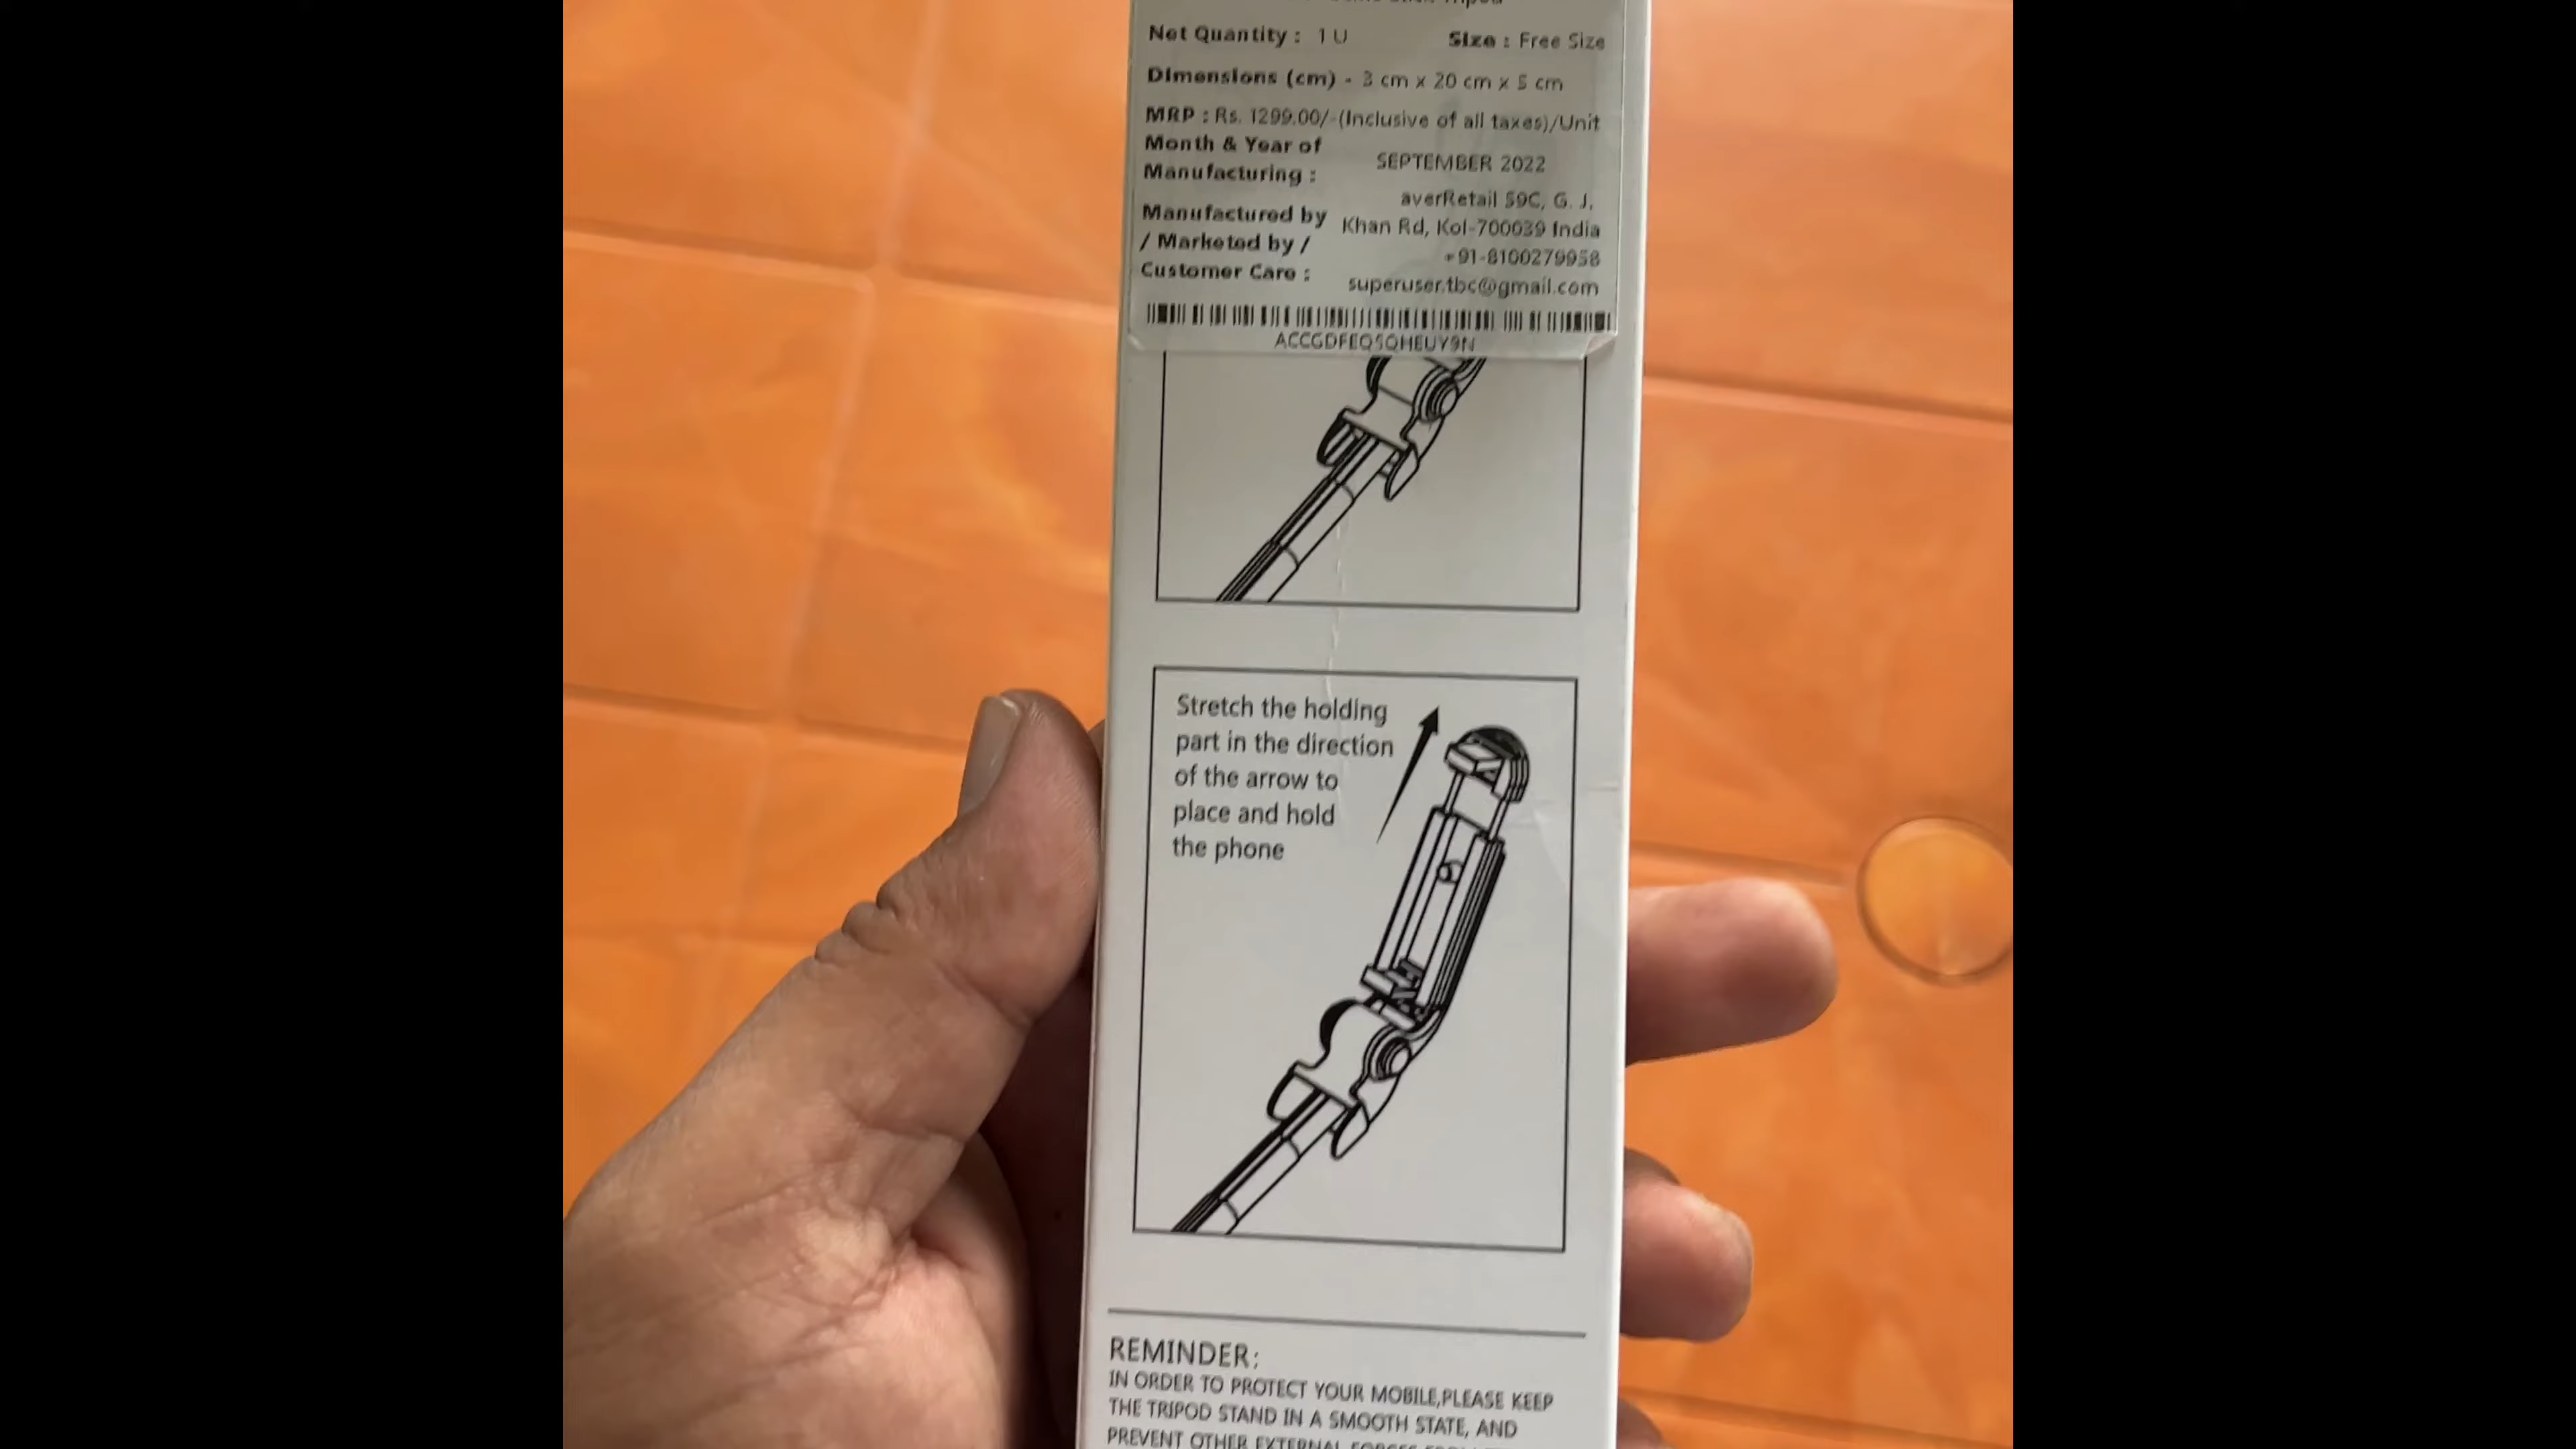 Stick Tripod
Net Quantity : 1 U Size : Free Size
Dimensions (cm) - 3 cm x 20 cm x 5 cm
MRP : Rs. 1299.00/-(Inclusive of all taxes)/Unit
Month & Year of
Manufacturing : SEPTEMBER 2022
averRetail 59C, G. J,
Manufactured by Khan Rd, Kol-700039 India
/ Marketed by / +91-8100279958
Customer Care : superuser.tbc@gmail.com
ACCGDFEQSQHEUY9N
Stretch the holding
part in the direction
of the arrow to
place and hold
the phone
REMINDER:
IN ORDER TO PROTECT YOUR MOBILE,PLEASE KEEP
THE TRIPOD STAND IN A SMOOTH STATE, AND
PREVENT OTHER EXTERNAL FORCES